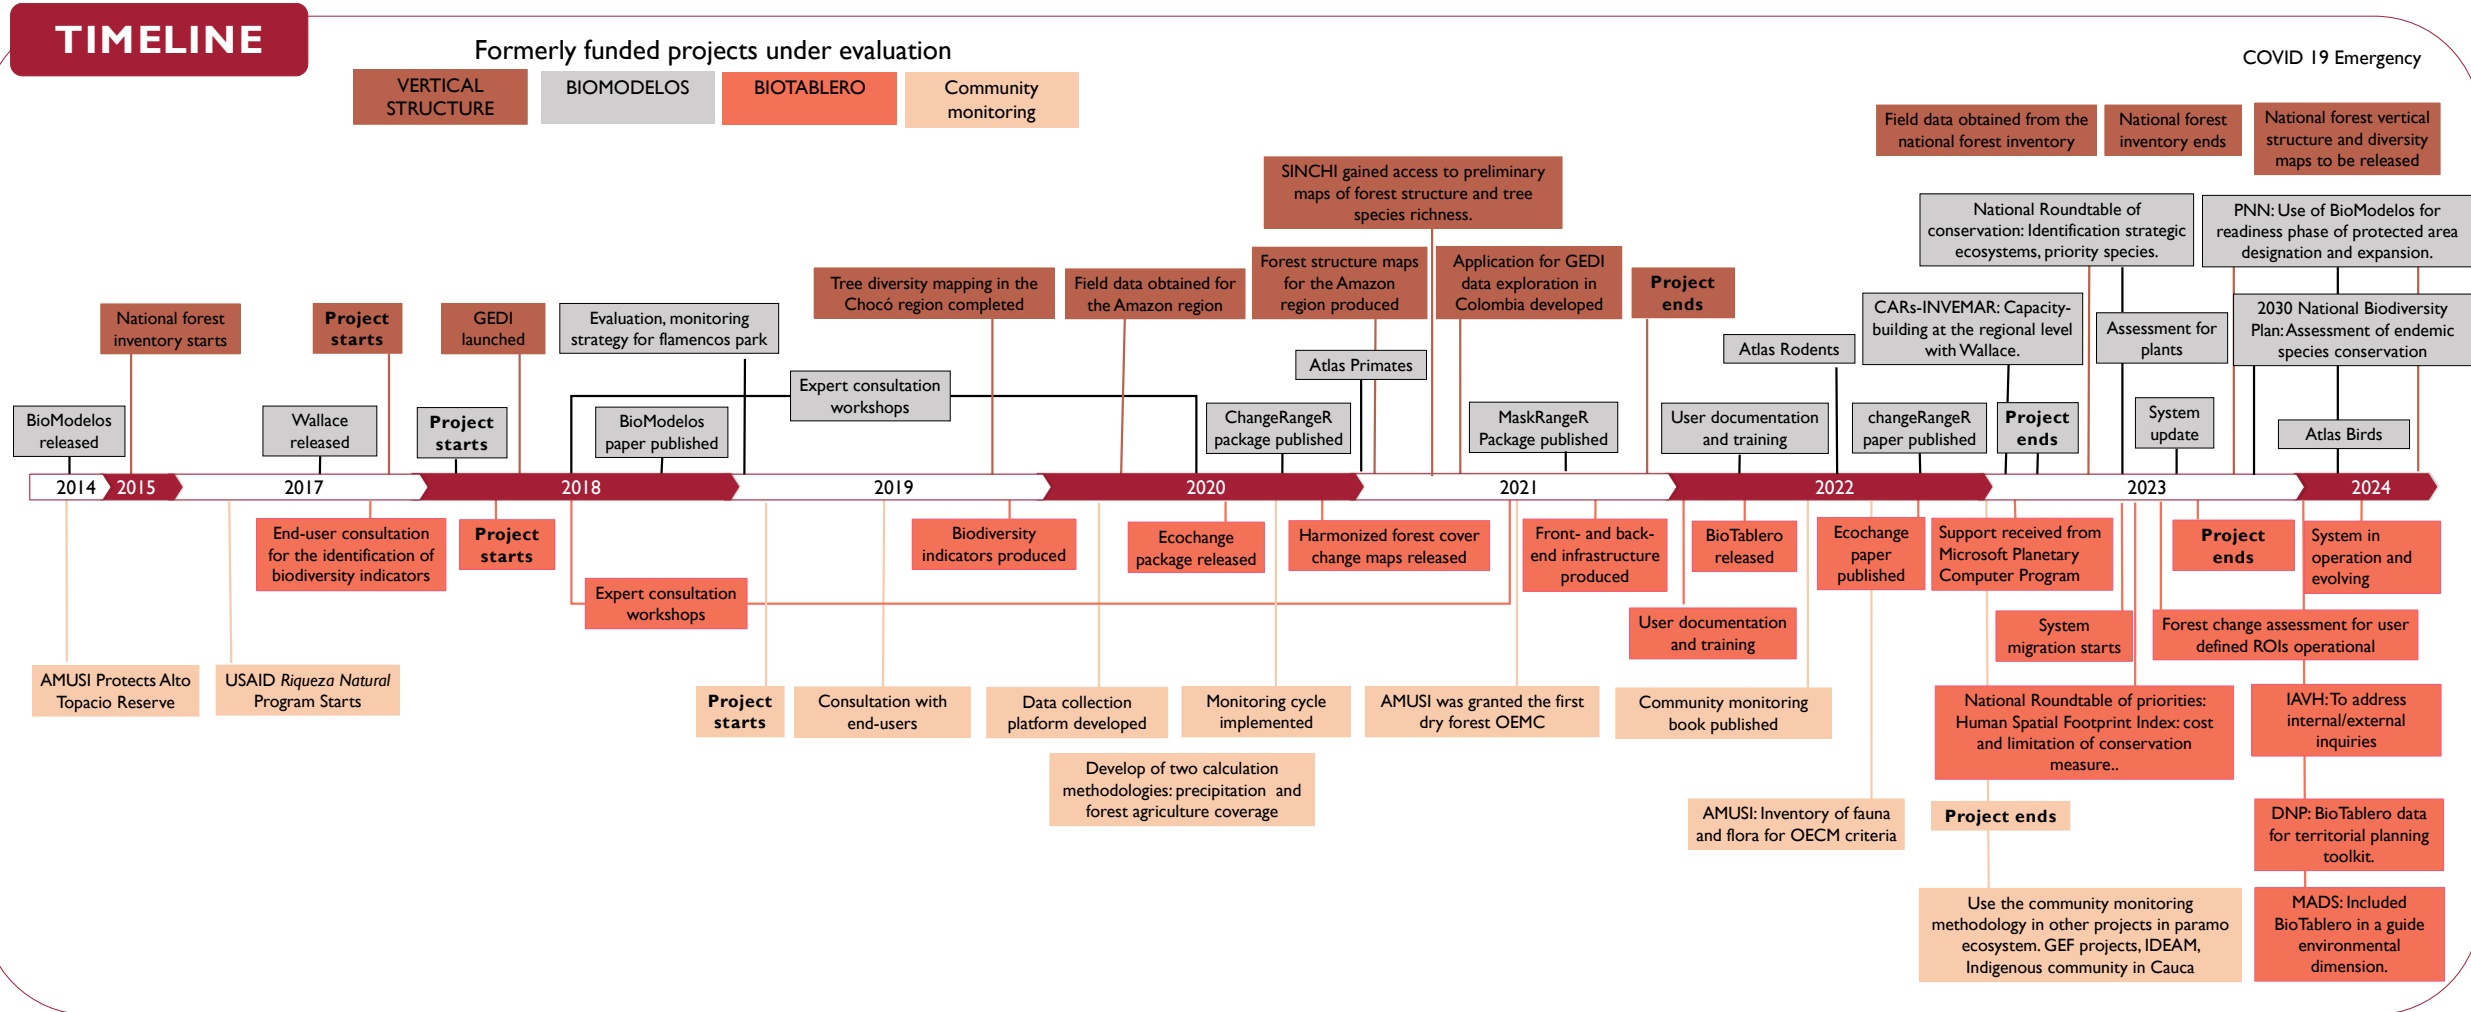 TIMELINE
Formerly funded projects under evaluation
COVID 19 Emergency
VERTICAL
STRUCTURE
BIOMODELOS
BIOTABLERO
Community
monitoring
Field data obtained from the
national forest inventory
National forest
inventory ends
National forest vertical
structure and diversity
maps to be released
SINCHI gained access to preliminary
maps of forest structure and tree
species richness.
National Roundtable of
conservation: Identification strategic
ecosystems, priority species.
PNN: Use of BioModelos for
readiness phase of protected area
designation and expansion.
National forest
inventory starts
Project
starts
GEDI
launched
Evaluation, monitoring
strategy for flamencos park
Tree diversity mapping in the
Chocó region completed
Field data obtained for
the Amazon region
Forest structure maps
for the Amazon
region produced
Application for GEDI
data exploration in
Colombia developed
Project
ends
CARs-INVEMAR: Capacity-
building at the regional level
with Wallace.
Assessment for
plants
2030 National Biodiversity
Plan: Assessment of endemic
species conservation
Atlas Primates
Atlas Rodents
Expert consultation
workshops
BioModelos
released
Wallace
released
Project
starts
BioModelos
paper published
ChangeRangeR
package published
MaskRangeR
Package published
User documentation
and training
changeRangeR
paper published
Project
ends
System
update
Atlas Birds
2014
2015
2017
2018
2019
2020
2021
2022
2023
2024
End-user consultation
for the identification of
biodiversity indicators
Project
starts
Expert consultation
workshops
Biodiversity
indicators produced
Ecochange
package released
Harmonized forest cover
change maps released
Front- and back-
end infrastructure
produced
BioTablero
released
Ecochange
paper
published
Support received from
Microsoft Planetary
Computer Program
Project
ends
System in
operation and
evolving
User documentation
and training
System
migration starts
Forest change assessment for user
defined ROIs operational
AMUSI Protects Alto
Topacio Reserve
USAID Riqueza Natural
Program Starts
Project
starts
Consultation with
end-users
Data collection
platform developed
Monitoring cycle
implemented
AMUSI was granted the first
dry forest OEMC
Community monitoring
book published
National Roundtable of priorities:
Human Spatial Footprint Index: cost
and limitation of conservation
measure..
IAVH: To address
internal/external
inquiries
Develop of two calculation
methodologies: precipitation and
forest agriculture coverage
AMUSI: Inventory of fauna
and flora for OECM criteria
Project ends
DNP: BioTablero data
for territorial planning
toolkit.
Use the community monitoring
methodology in other projects in paramo
ecosystem. GEF projects, IDEAM,
Indigenous community in Cauca
MADS: Included
BioTablero in a guide
environmental
dimension.